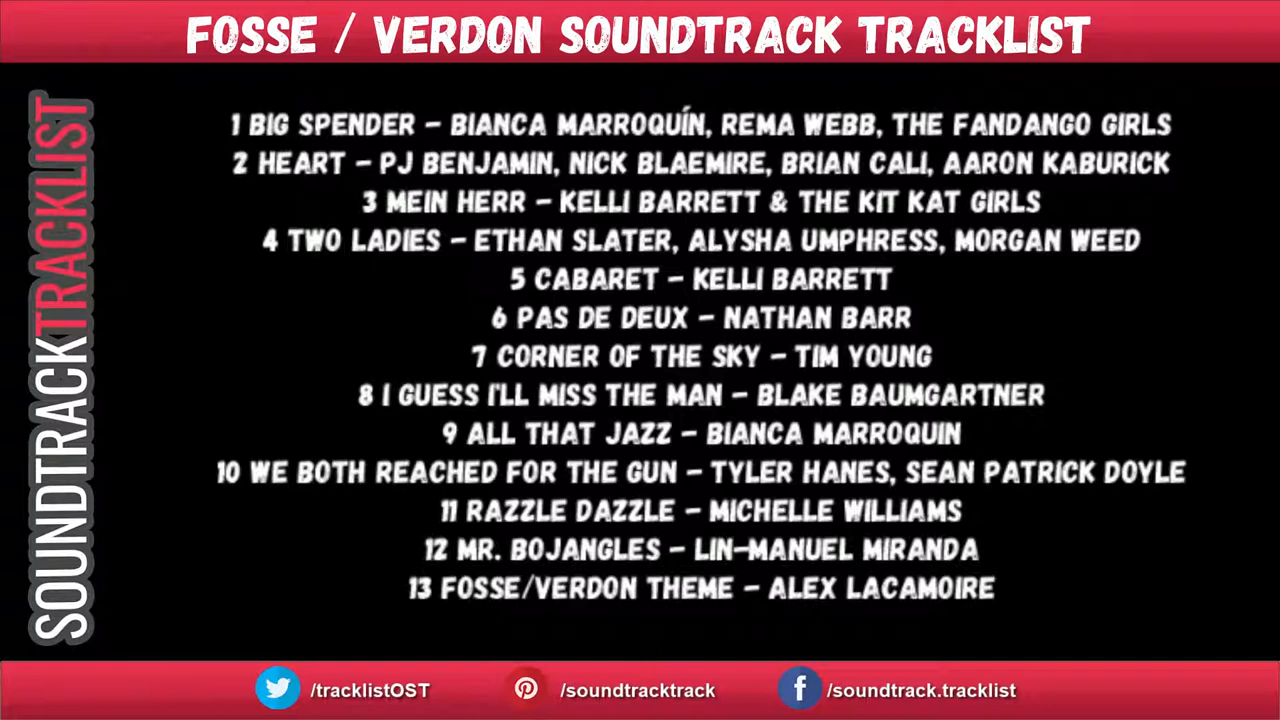 FOSSE / VERDON SOUNDTRACK TRACKLIST
SOUNDTRACKTRACKLIST
1 BIG SPENDER – BIANCA MARROQUÍN, REMA WEBB, THE FANDANGO GIRLS
2 HEART – PJ BENJAMIN, NICK BLAEMIRE, BRIAN CALI, AARON KABURICK
3 MEIN HERR – KELLI BARRETT & THE KIT KAT GIRLS
4 TWO LADIES – ETHAN SLATER, ALYSHA UMPHRESS, MORGAN WEED
5 CABARET – KELLI BARRETT
6 PAS DE DEUX – NATHAN BARR
7 CORNER OF THE SKY – TIM YOUNG
8 I GUESS I'LL MISS THE MAN – BLAKE BAUMGARTNER
9 ALL THAT JAZZ – BIANCA MARROQUIN
10 WE BOTH REACHED FOR THE GUN – TYLER HANES, SEAN PATRICK DOYLE
11 RAZZLE DAZZLE – MICHELLE WILLIAMS
12 MR. BOJANGLES – LIN-MANUEL MIRANDA
13 FOSSE/VERDON THEME – ALEX LACAMOIRE
/tracklistOST /soundtracktrack /soundtrack.tracklist